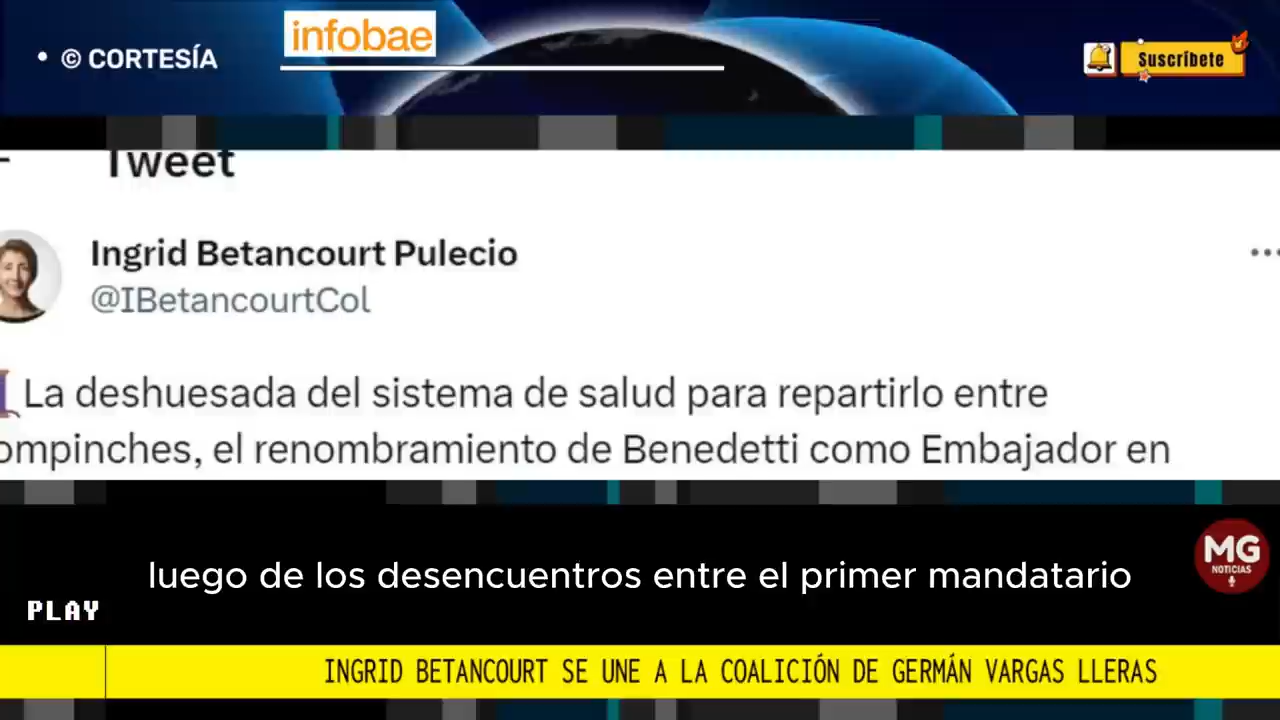 • © CORTESÍA
infobae
Suscríbete
Tweet
Ingrid Betancourt Pulecio
@IBetancourtCol
La deshuesada del sistema de salud para repartirlo entre
ompinches, el renombramiento de Benedetti como Embajador en
luego de los desencuentros entre el primer mandatario
MG
NOTICIAS
PLAY
INGRID BETANCOURT SE UNE A LA COALICIÓN DE GERMÁN VARGAS LLERAS